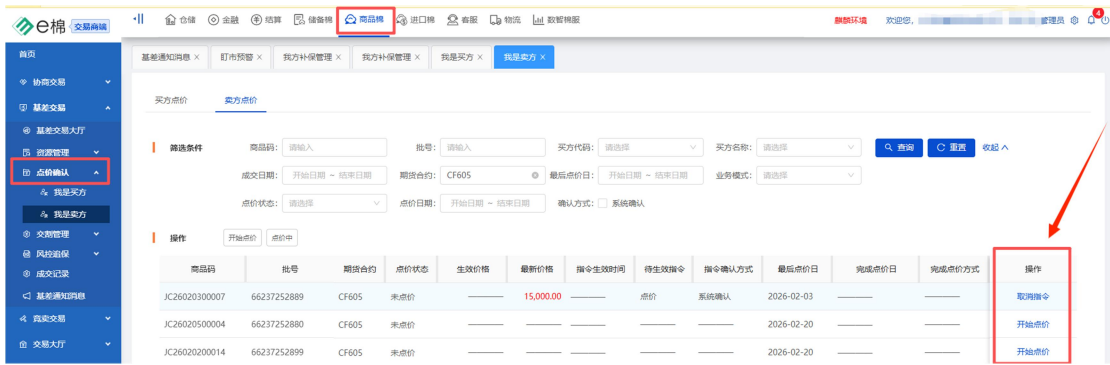 e棉 交易商端
仓储 金融 结算 储备棉 商品棉 进口棉 客服 物流 数智棉服
麒麟环境 欢迎您, 管理员 4
首页
协商交易
基差交易
基差交易大厅
资源管理
点价确认
我是买方
我是卖方
交割管理
风控追保
成交记录
基差通知消息
竞卖交易
交易大厅
基差通知消息 × 盯市预警 × 我方补保管理 × 我方补保管理 × 我是买方 × 我是卖方 ×
买方点价 卖方点价
筛选条件 商品码: 请输入 批号: 请输入 买方代码: 请选择 买方名称: 请选择 查询 重置 收起
成交日期: 开始日期 ~ 结束日期 期货合约: CF605 最后点价日: 开始日期 ~ 结束日期 业务模式: 请选择
点价状态: 请选择 点价日期: 开始日期 ~ 结束日期 确认方式: 系统确认
操作 开始点价 点价中
商品码 批号 期货合约 点价状态 生效价格 最新价格 指令生效时间 待生效指令 指令确认方式 最后点价日 完成点价日 完成点价方式 操作
JC26020300007 66237252889 CF605 未点价 ——— 15,000.00 ——— 点价 系统确认 2026-02-03 ——— ——— 取消指令
JC26020500004 66237252880 CF605 未点价 ——— ——— ——— ——— ——— 2026-02-20 ——— ——— 开始点价
JC26020200014 66237252899 CF605 未点价 ——— ——— ——— ——— ——— 2026-02-20 ——— ——— 开始点价